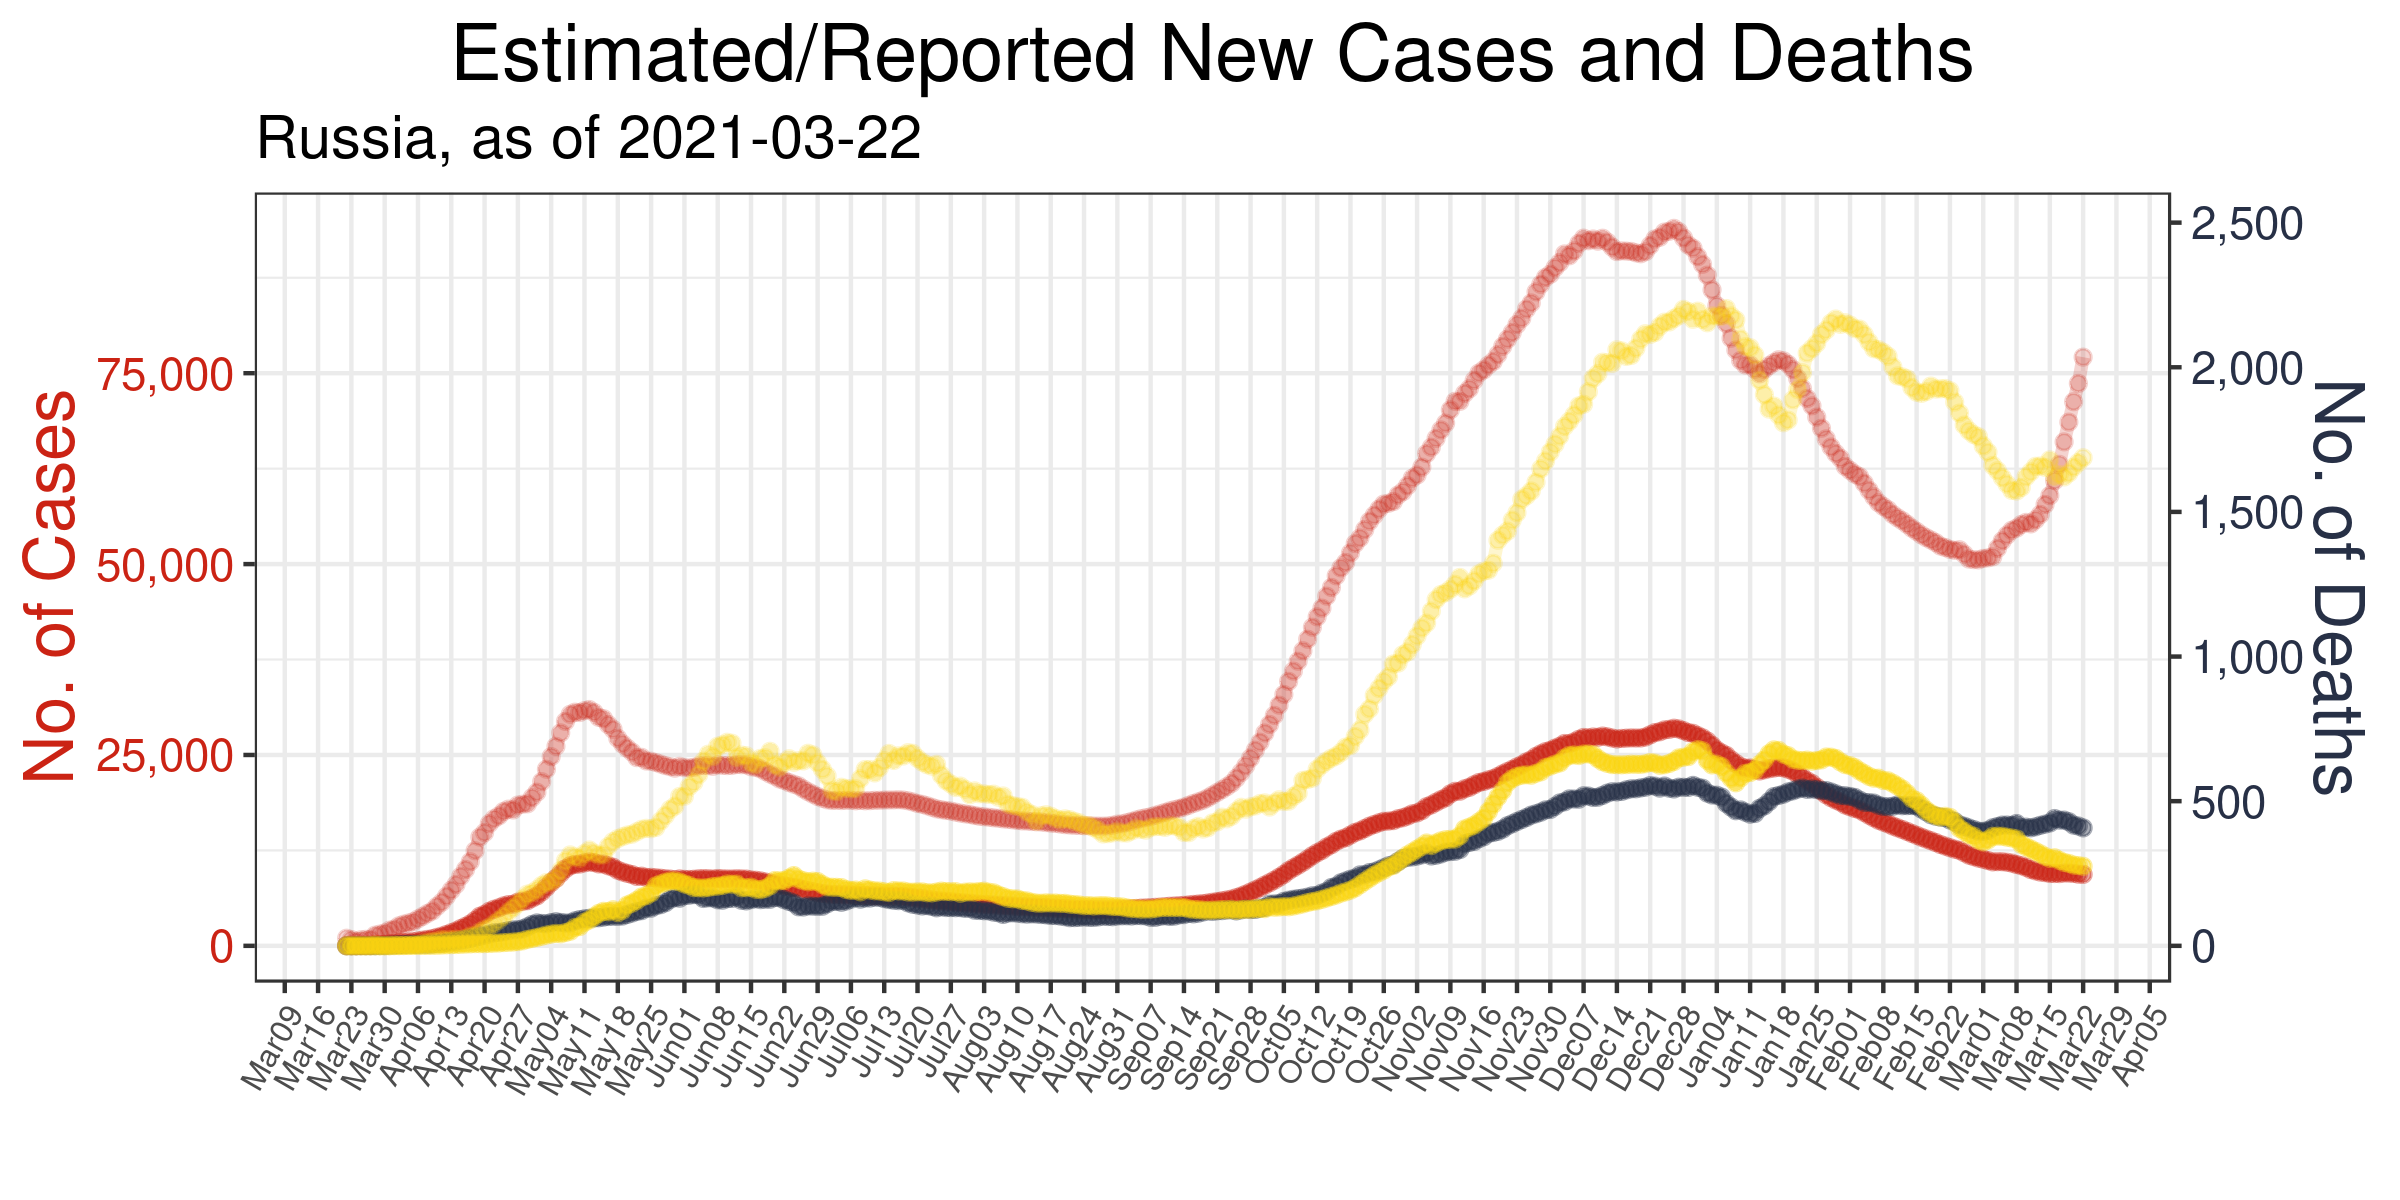 Estimated/Reported New Cases and Deaths
Russia, as of 2021-03-22
No. of Cases
75,000
50,000
25,000
0
No. of Deaths
2,500
2,000
1,500
1,000
500
0
Mar09
Mar16
Mar23
Mar30
Apr06
Apr13
Apr20
Apr27
May04
May11
May18
May25
Jun01
Jun08
Jun15
Jun22
Jun29
Jul06
Jul13
Jul20
Jul27
Aug03
Aug10
Aug17
Aug24
Aug31
Sep07
Sep14
Sep21
Sep28
Oct05
Oct12
Oct19
Oct26
Nov02
Nov09
Nov16
Nov23
Nov30
Dec07
Dec14
Dec21
Dec28
Jan04
Jan11
Jan18
Jan25
Feb01
Feb08
Feb15
Feb22
Mar01
Mar08
Mar15
Mar22
Mar29
Apr05